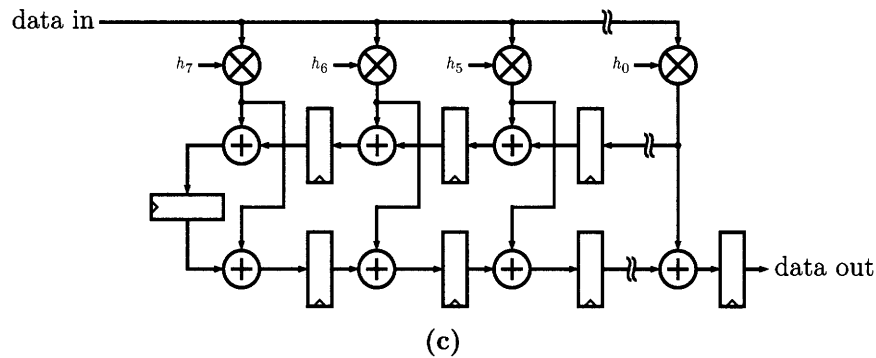 data in
h₇ h₆ h₅ h₀
data out
(c)